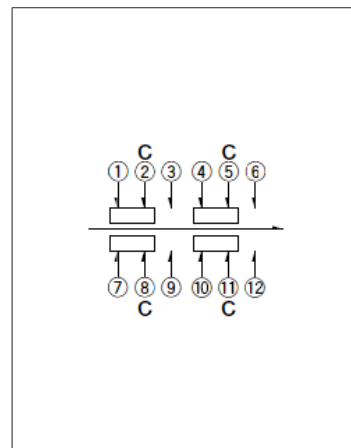 C C
① ② ③ ④ ⑤ ⑥
⑦ ⑧ ⑨ ⑩ ⑪ ⑫
C C